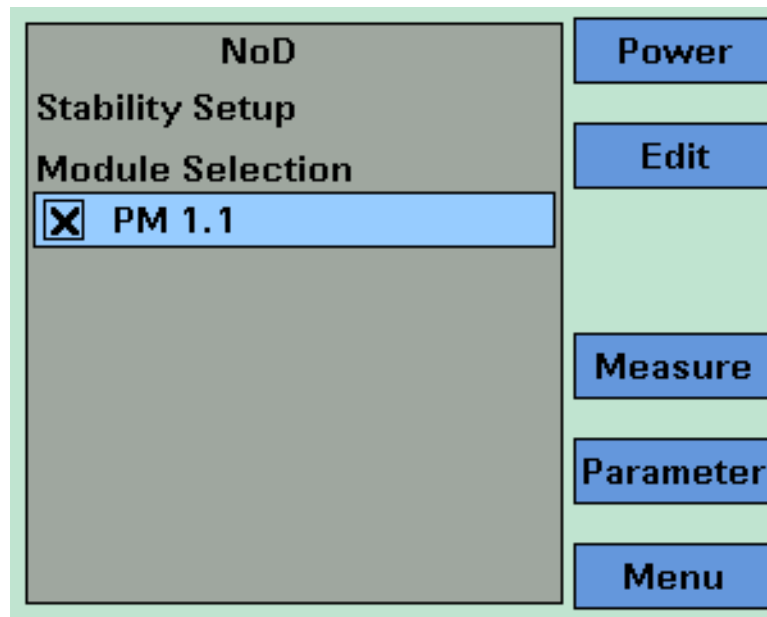 NoD
Stability Setup
Module Selection
PM 1.1
Power
Edit
Measure
Parameter
Menu